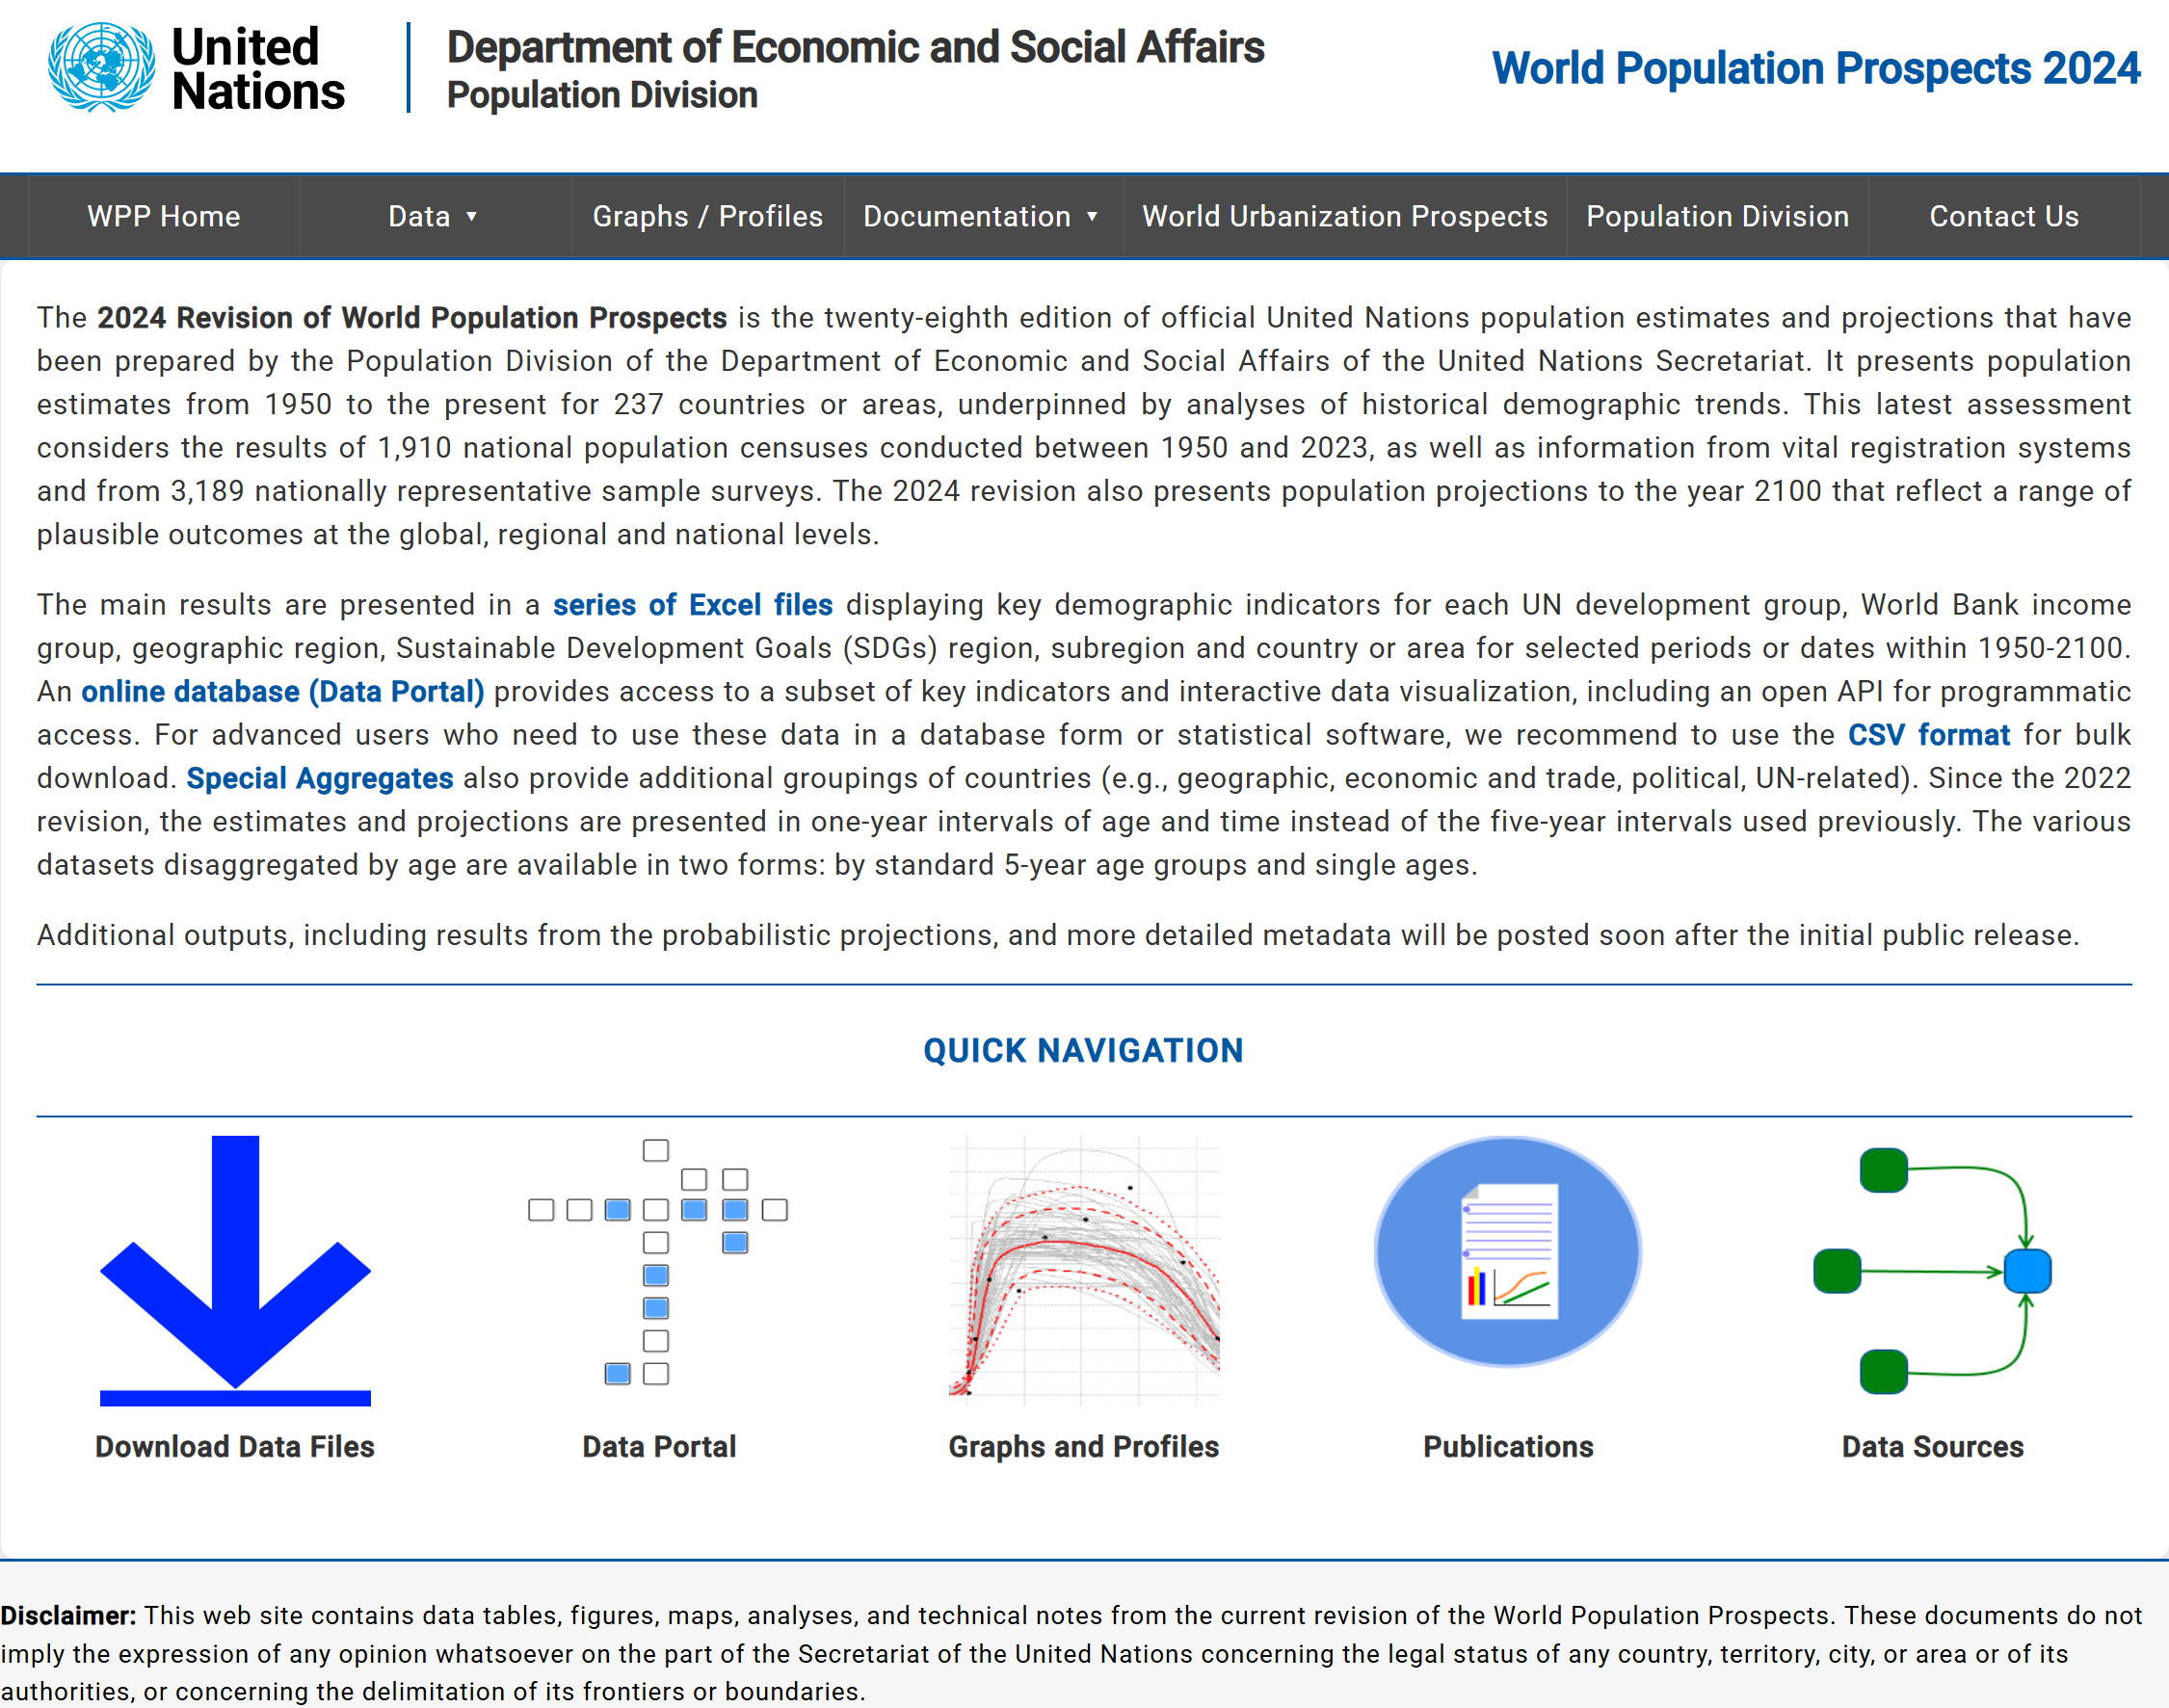 United
Nations
Department of Economic and Social Affairs
Population Division
World Population Prospects 2024
WPP Home
Data ▼
Graphs / Profiles
Documentation ▼
World Urbanization Prospects
Population Division
Contact Us
The 2024 Revision of World Population Prospects is the twenty-eighth edition of official United Nations population estimates and projections that have
been prepared by the Population Division of the Department of Economic and Social Affairs of the United Nations Secretariat. It presents population
estimates from 1950 to the present for 237 countries or areas, underpinned by analyses of historical demographic trends. This latest assessment
considers the results of 1,910 national population censuses conducted between 1950 and 2023, as well as information from vital registration systems
and from 3,189 nationally representative sample surveys. The 2024 revision also presents population projections to the year 2100 that reflect a range of
plausible outcomes at the global, regional and national levels.
The main results are presented in a series of Excel files displaying key demographic indicators for each UN development group, World Bank income
group, geographic region, Sustainable Development Goals (SDGs) region, subregion and country or area for selected periods or dates within 1950-2100.
An online database (Data Portal) provides access to a subset of key indicators and interactive data visualization, including an open API for programmatic
access. For advanced users who need to use these data in a database form or statistical software, we recommend to use the CSV format for bulk
download. Special Aggregates also provide additional groupings of countries (e.g., geographic, economic and trade, political, UN-related). Since the 2022
revision, the estimates and projections are presented in one-year intervals of age and time instead of the five-year intervals used previously. The various
datasets disaggregated by age are available in two forms: by standard 5-year age groups and single ages.
Additional outputs, including results from the probabilistic projections, and more detailed metadata will be posted soon after the initial public release.
QUICK NAVIGATION
Download Data Files
Data Portal
Graphs and Profiles
Publications
Data Sources
Disclaimer: This web site contains data tables, figures, maps, analyses, and technical notes from the current revision of the World Population Prospects. These documents do not
imply the expression of any opinion whatsoever on the part of the Secretariat of the United Nations concerning the legal status of any country, territory, city, or area or of its
authorities, or concerning the delimitation of its frontiers or boundaries.